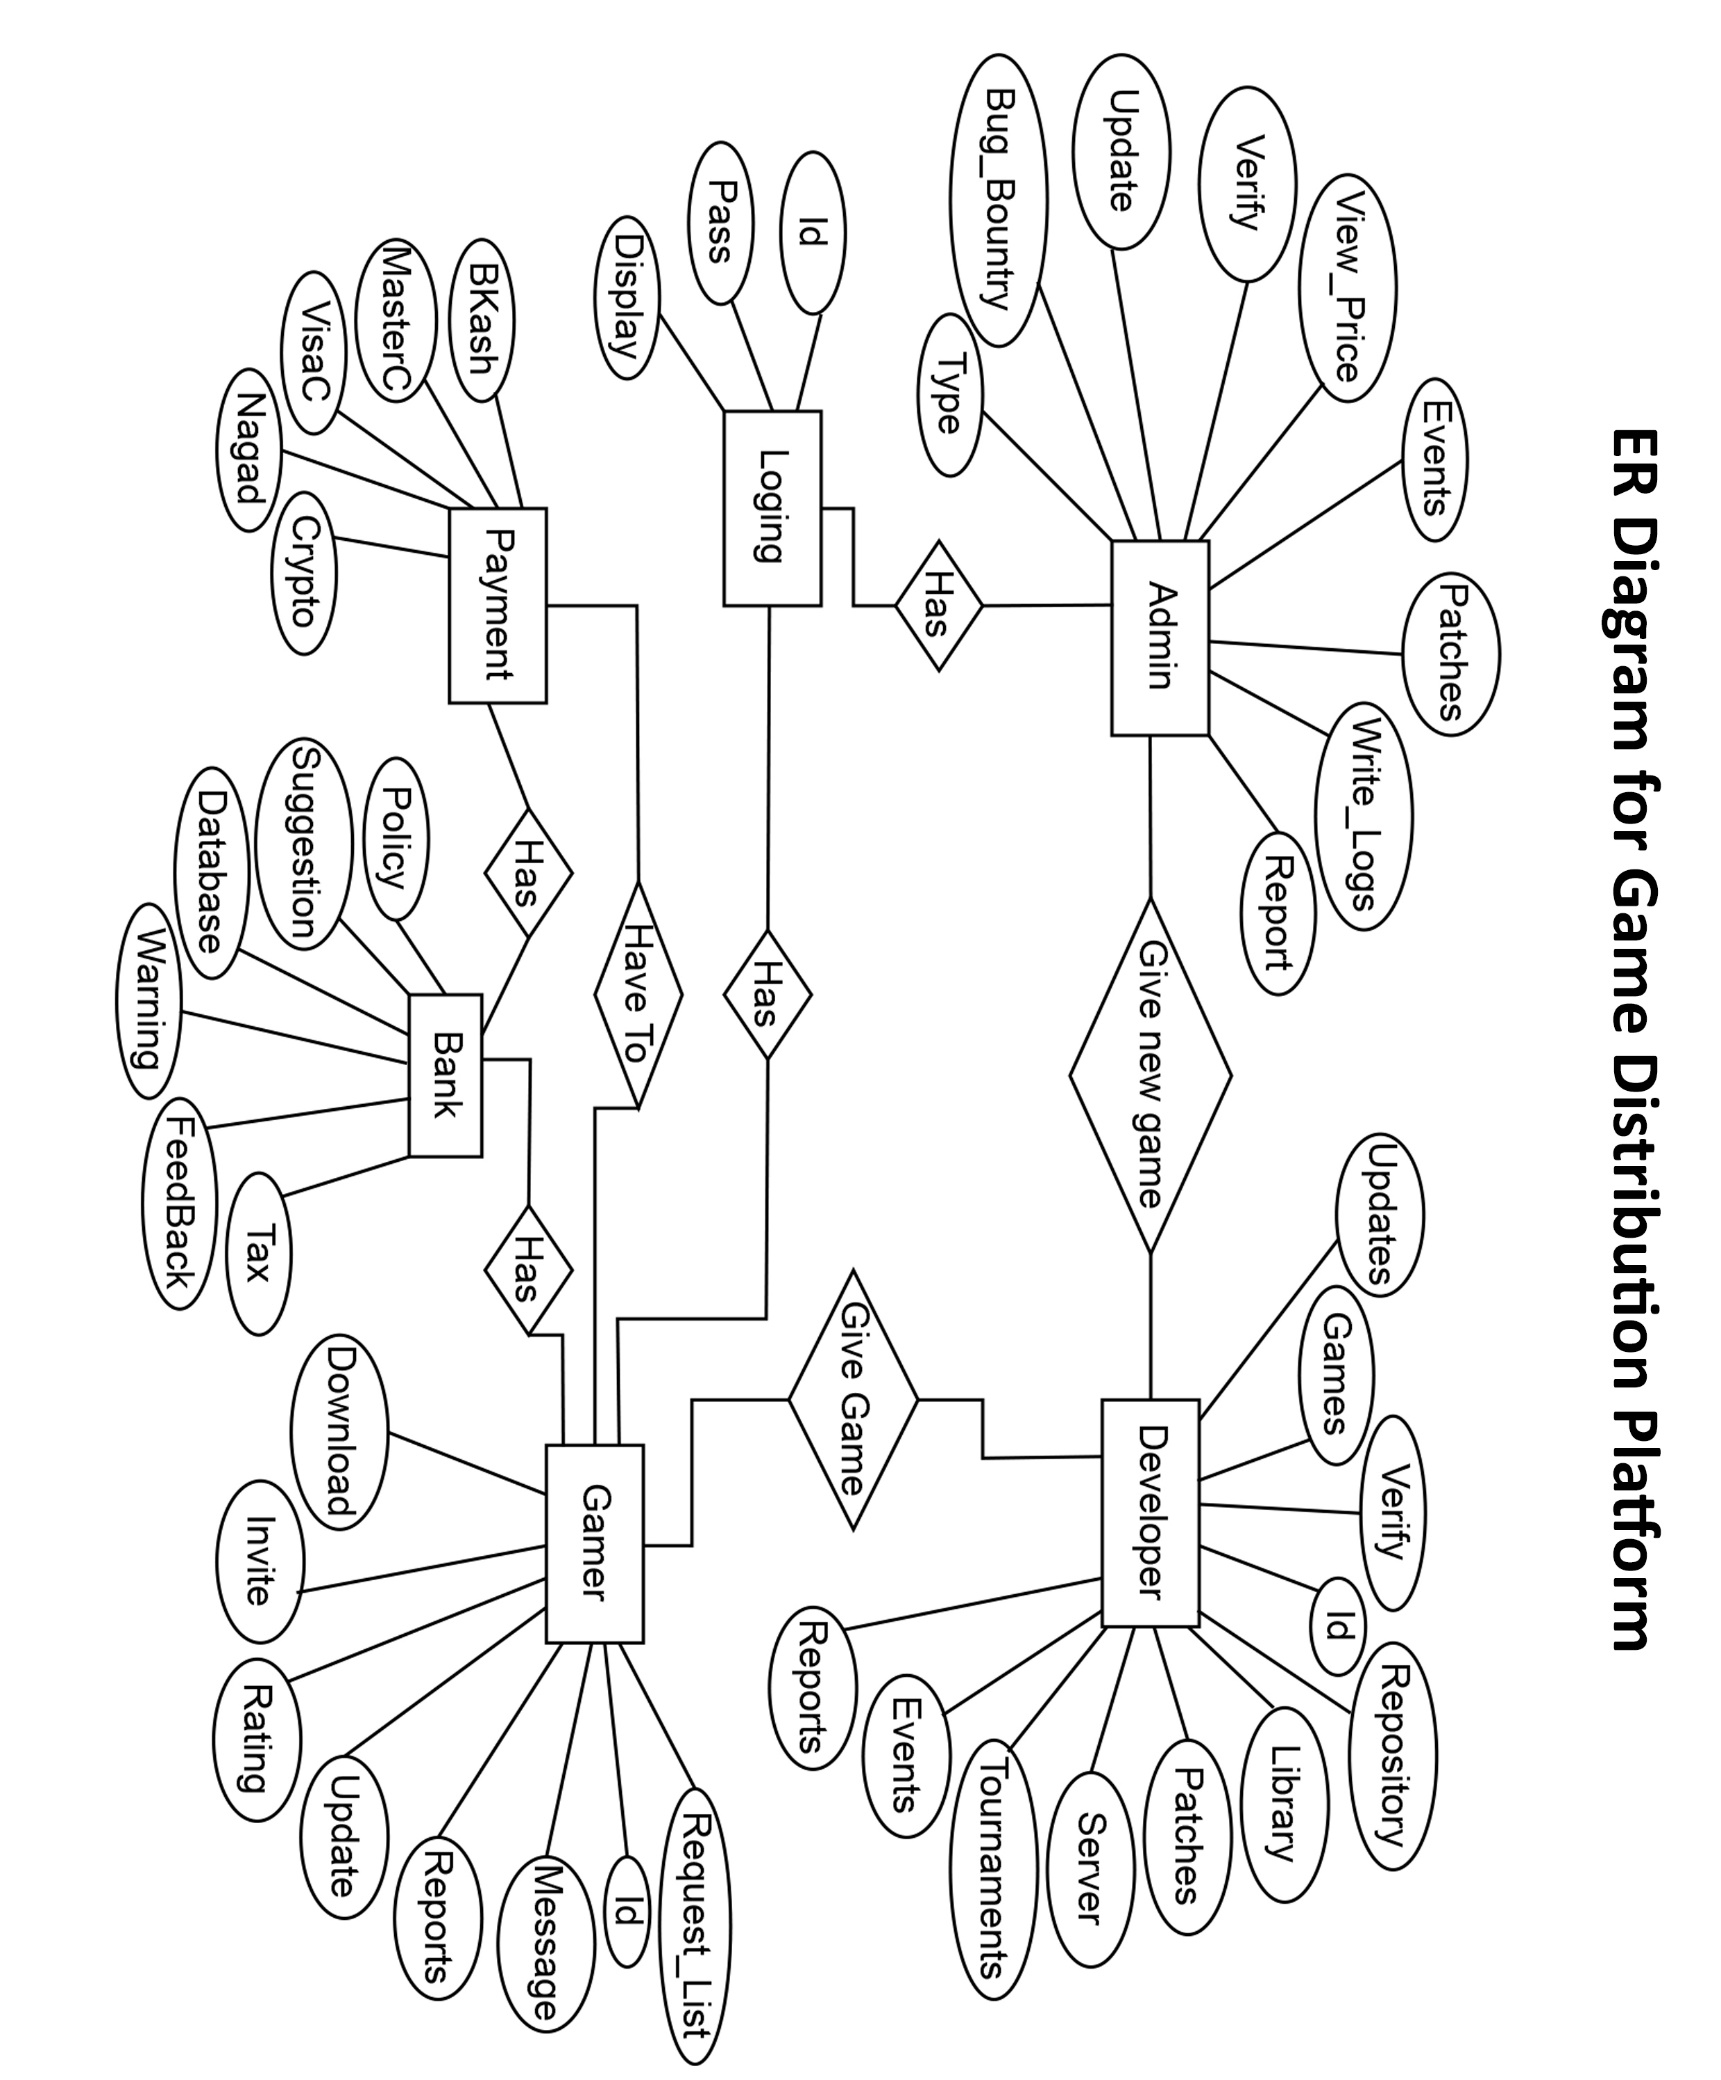 ER Diagram for Game Distribution Platform
Patches
Events
Updates
Verify
Repository
View_Price
Write_Logs
Games
Id
Verify
Report
Library
Update
Admin
Give new game
Developer
Patches
Bug_Bountry
Server
Type
Has
Tournaments
Events
Id
Give Game
Reports
Pass
Loging
Has
Display
Have To
Request_List
Gamer
Id
BKash
Payment
Has
Has
Message
MasterC
Policy
Bank
Reports
VisaC
Suggestion
Download
Update
Nagad
Crypto
Database
Tax
Invite
Rating
Warning
FeedBack